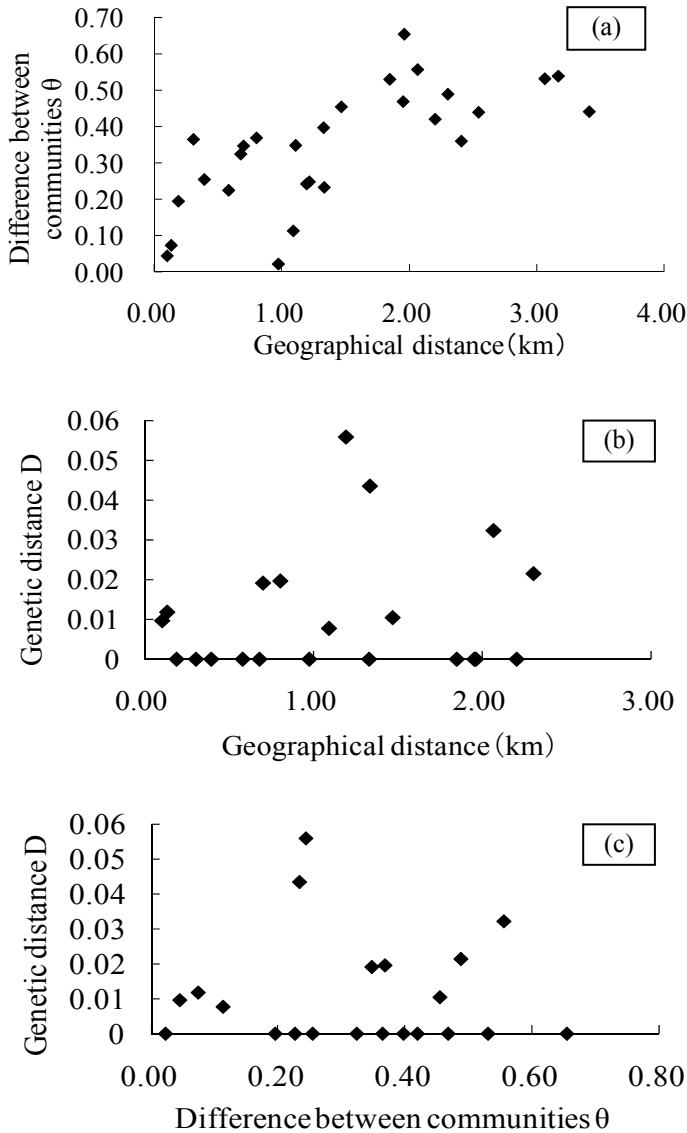 (a)
Difference between
communities θ
0.70
0.60
0.50
0.40
0.30
0.20
0.10
0.00
0.00 1.00 2.00 3.00 4.00
Geographical distance(km)
(b)
Genetic distance D
0.06
0.05
0.04
0.03
0.02
0.01
0
0.00 1.00 2.00 3.00
Geographical distance(km)
(c)
Genetic distance D
0.06
0.05
0.04
0.03
0.02
0.01
0
0.00 0.20 0.40 0.60 0.80
Difference between communities θ